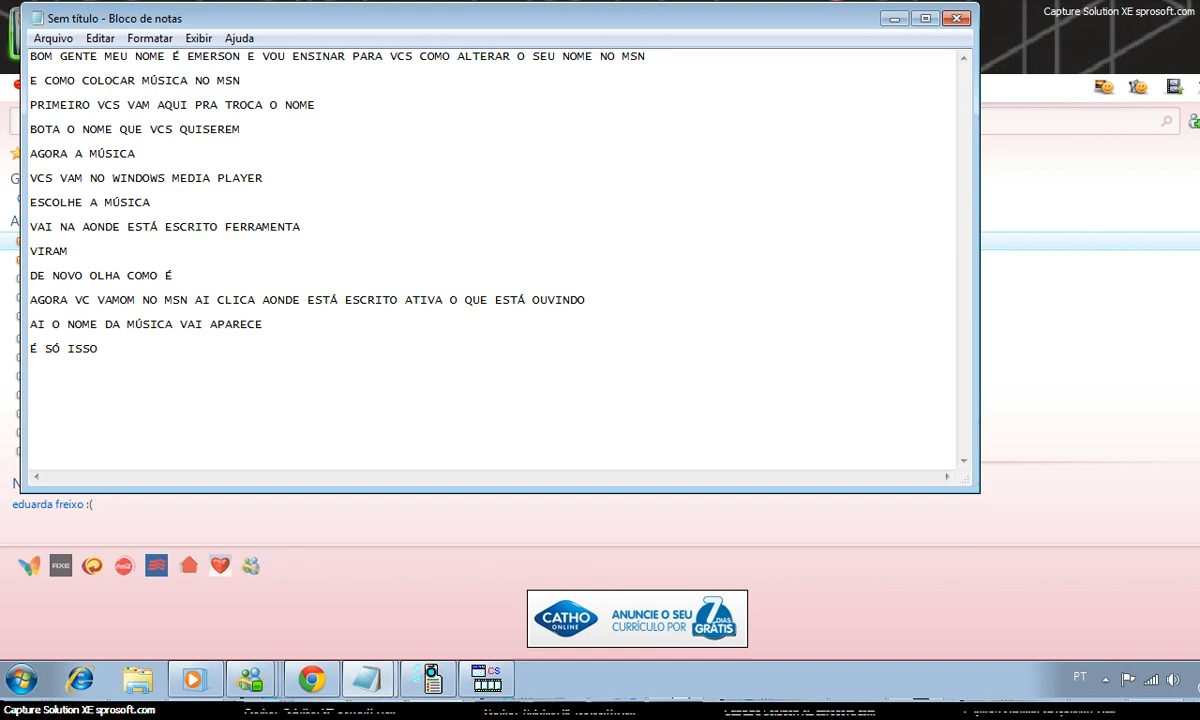 Capture Solution XE sprosoft.com
Sem título - Bloco de notas
Arquivo Editar Formatar Exibir Ajuda
BOM GENTE MEU NOME É EMERSON E VOU ENSINAR PARA VCS COMO ALTERAR O SEU NOME NO MSN
E COMO COLOCAR MÚSICA NO MSN
PRIMEIRO VCS VAM AQUI PRA TROCA O NOME
BOTA O NOME QUE VCS QUISEREM
AGORA A MÚSICA
VCS VAM NO WINDOWS MEDIA PLAYER
ESCOLHE A MÚSICA
VAI NA AONDE ESTÁ ESCRITO FERRAMENTA
VIRAM
DE NOVO OLHA COMO É
AGORA VC VAMOM NO MSN AI CLICA AONDE ESTÁ ESCRITO ATIVA O QUE ESTÁ OUVINDO
AI O NOME DA MÚSICA VAI APARECE
É SÓ ISSO
eduarda freixo :(
AXE
CATHO ONLINE
ANUNCIE O SEU CURRÍCULO POR 7 DIAS GRÁTIS
CS
PT
Capture Solution XE sprosoft.com